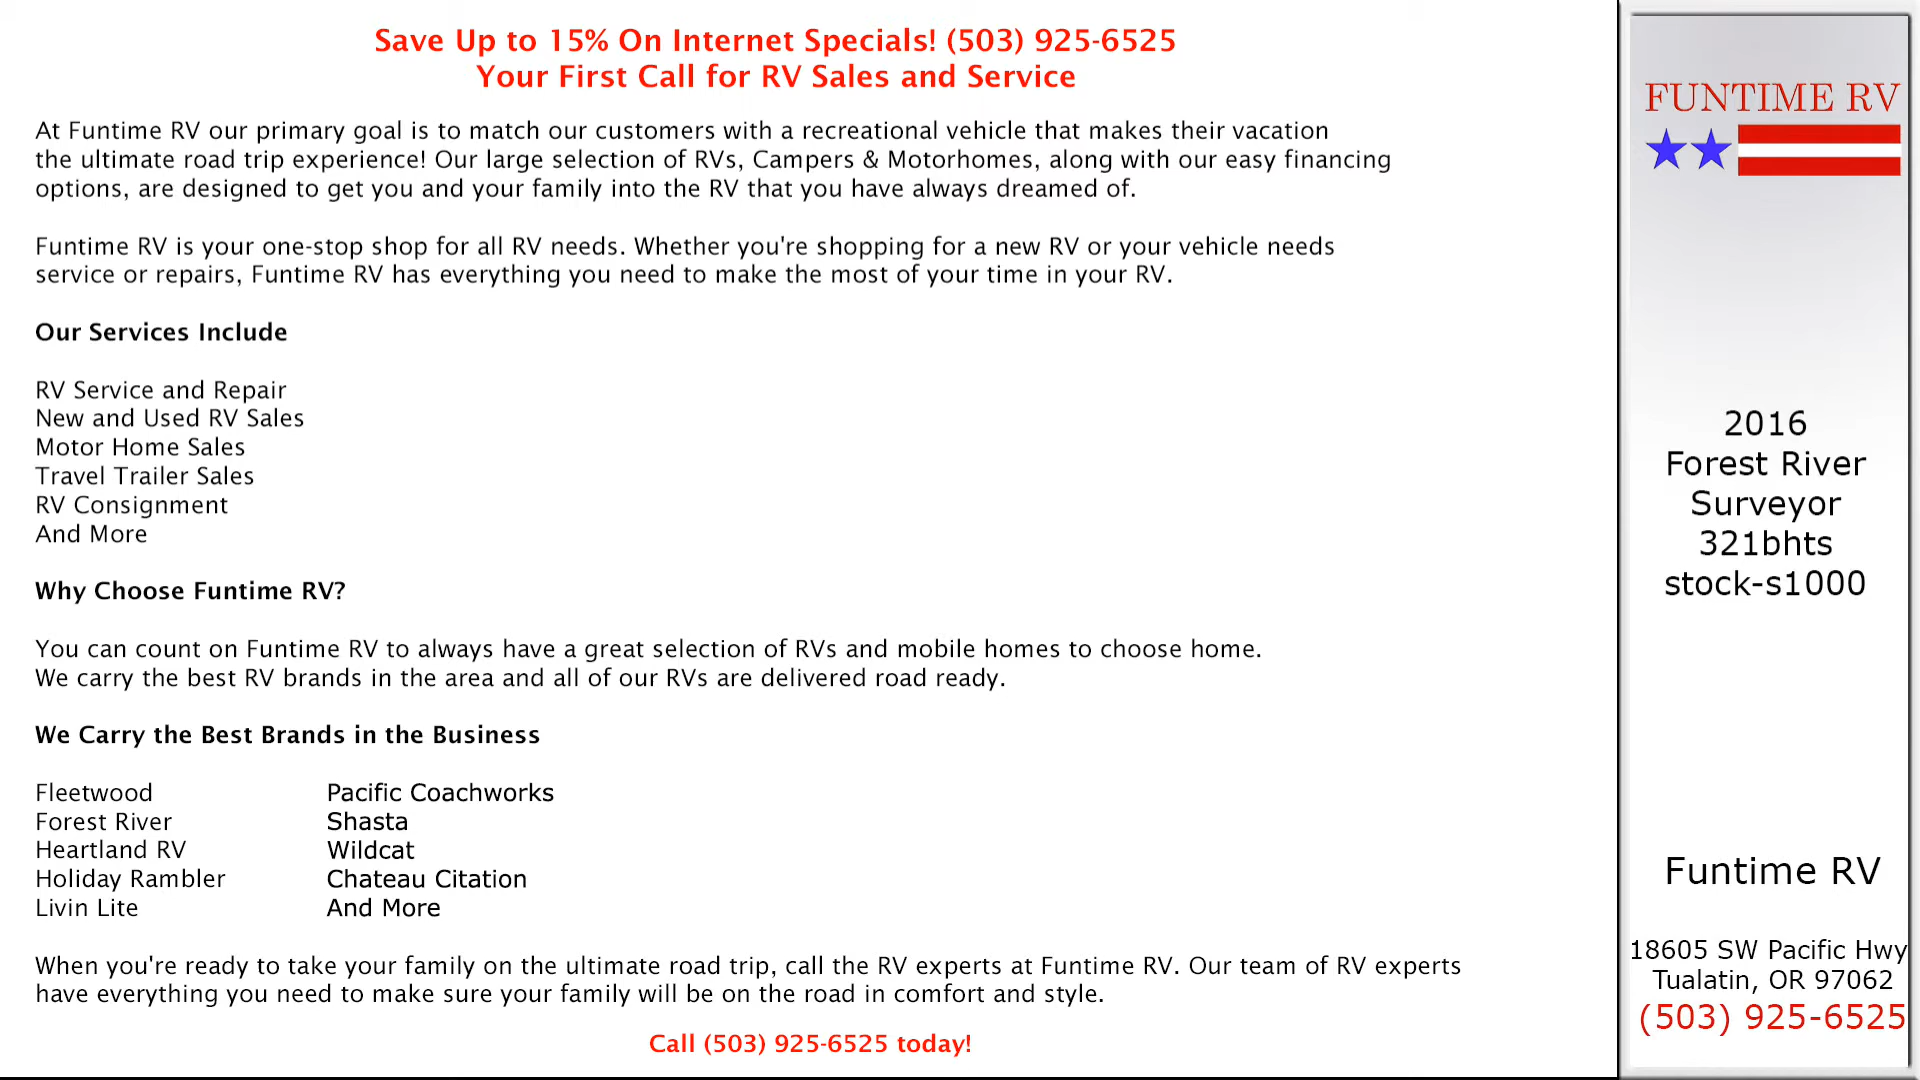 Save Up to 15% On Internet Specials! (503) 925-6525
Your First Call for RV Sales and Service
At Funtime RV our primary goal is to match our customers with a recreational vehicle that makes their vacation
the ultimate road trip experience! Our large selection of RVs, Campers & Motorhomes, along with our easy financing
options, are designed to get you and your family into the RV that you have always dreamed of.
Funtime RV is your one-stop shop for all RV needs. Whether you're shopping for a new RV or your vehicle needs
service or repairs, Funtime RV has everything you need to make the most of your time in your RV.
Our Services Include
RV Service and Repair
New and Used RV Sales
Motor Home Sales
Travel Trailer Sales
RV Consignment
And More
Why Choose Funtime RV?
You can count on Funtime RV to always have a great selection of RVs and mobile homes to choose home.
We carry the best RV brands in the area and all of our RVs are delivered road ready.
We Carry the Best Brands in the Business
Fleetwood
Forest River
Heartland RV
Holiday Rambler
Livin Lite
Pacific Coachworks
Shasta
Wildcat
Chateau Citation
And More
When you're ready to take your family on the ultimate road trip, call the RV experts at Funtime RV. Our team of RV experts
have everything you need to make sure your family will be on the road in comfort and style.
Call (503) 925-6525 today!
FUNTIME RV
2016
Forest River
Surveyor
321bhts
stock-s1000
Funtime RV
18605 SW Pacific Hwy
Tualatin, OR 97062
(503) 925-6525